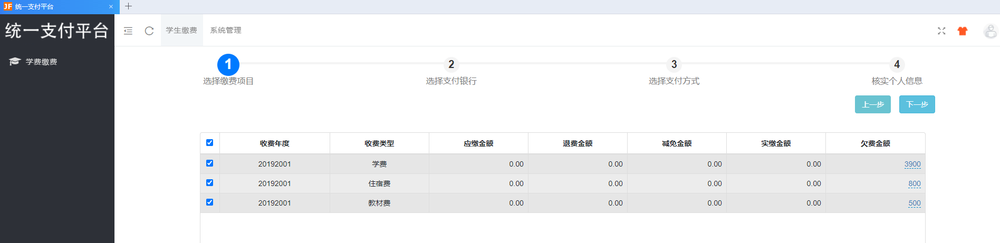 JF 统一支付平台
统一支付平台
学生缴费 系统管理
学费缴费
1 2 3 4
选择缴费项目 选择支付银行 选择支付方式 核实个人信息
上一步 下一步
收费年度 收费类型 应缴金额 退费金额 减免金额 实缴金额 欠费金额
20192001 学费 0.00 0.00 0.00 0.00 3900
20192001 住宿费 0.00 0.00 0.00 0.00 800
20192001 教材费 0.00 0.00 0.00 0.00 500